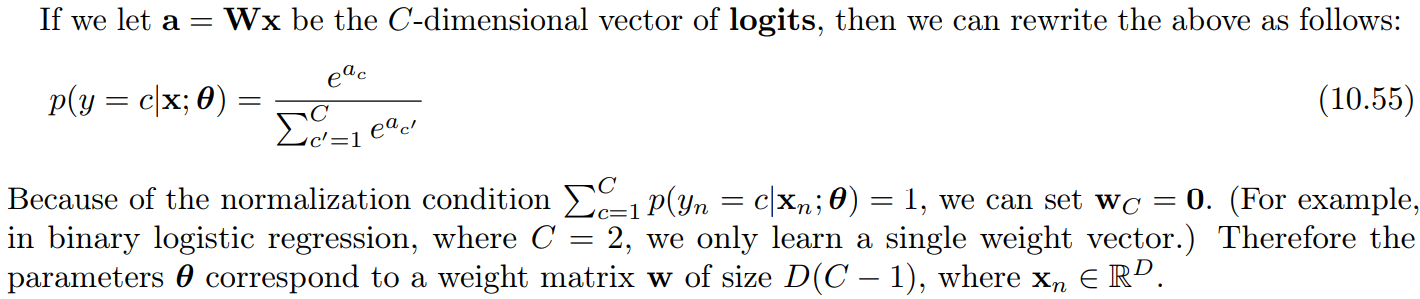 If we let a = Wx be the C-dimensional vector of logits, then we can rewrite the above as follows:
p(y = c|x; θ) = e^{a_c} / ∑_{c'=1}^{C} e^{a_{c'}} (10.55)
Because of the normalization condition ∑_{c=1}^{C} p(y_n = c|x_n; θ) = 1, we can set w_C = 0. (For example,
in binary logistic regression, where C = 2, we only learn a single weight vector.) Therefore the
parameters θ correspond to a weight matrix w of size D(C − 1), where x_n ∈ ℝ^D.